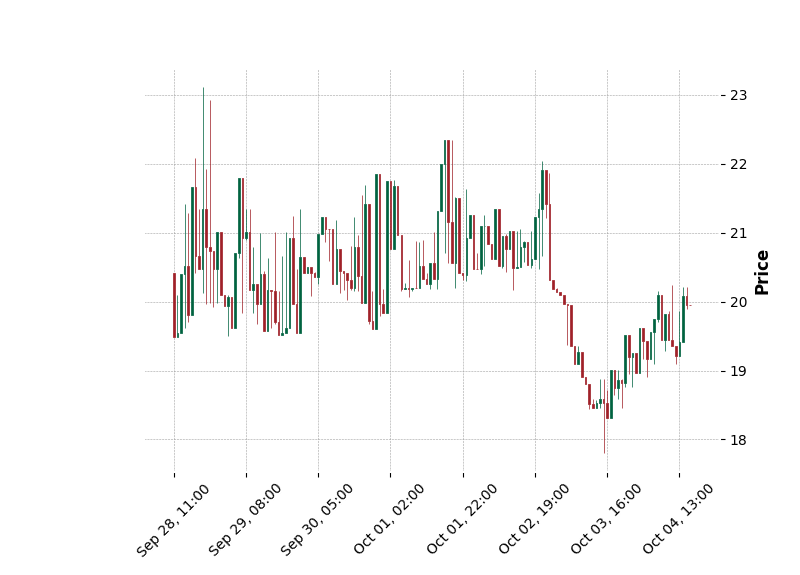 23
22
21
20
19
18
Price
Sep 28, 11:00
Sep 29, 08:00
Sep 30, 05:00
Oct 01, 02:00
Oct 01, 22:00
Oct 02, 19:00
Oct 03, 16:00
Oct 04, 13:00